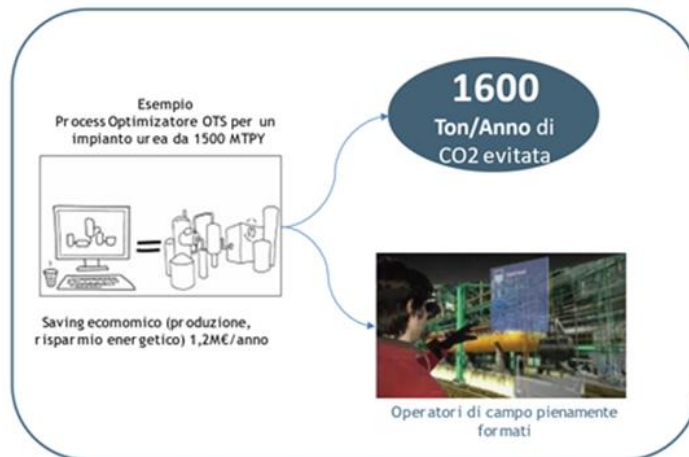 Esempio
Process Optimizatore OTS per un
impianto urea da 1500 MTPY
Saving economico (produzione,
risparmio energetico) 1,2M€/anno
1600
Ton/Anno di
CO2 evitata
Operatori di campo pienamente
formati